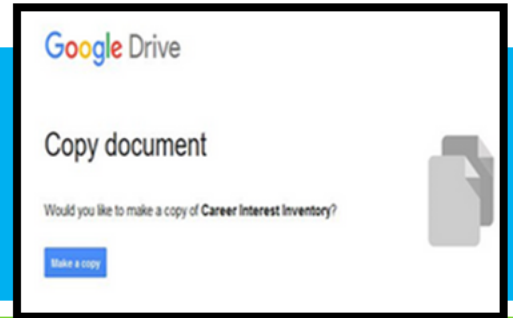 Google Drive
Copy document
Would you like to make a copy of Career Interest Inventory?
Make a copy